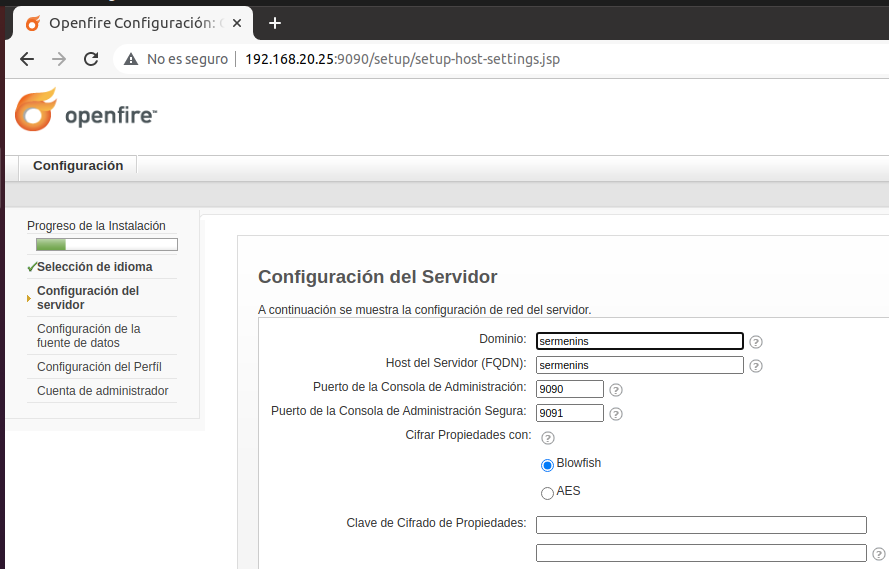 Openfire Configuración:
No es seguro
192.168.20.25:9090/setup/setup-host-settings.jsp
openfire™
Configuración
Progreso de la Instalación
Selección de idioma
Configuración del
servidor
Configuración de la
fuente de datos
Configuración del Perfíl
Cuenta de administrador
Configuración del Servidor
A continuación se muestra la configuración de red del servidor.
Dominio: sermenins ?
Host del Servidor (FQDN): sermenins ?
Puerto de la Consola de Administración: 9090 ?
Puerto de la Consola de Administración Segura: 9091 ?
Cifrar Propiedades con: ?
Blowfish
AES
Clave de Cifrado de Propiedades:
?